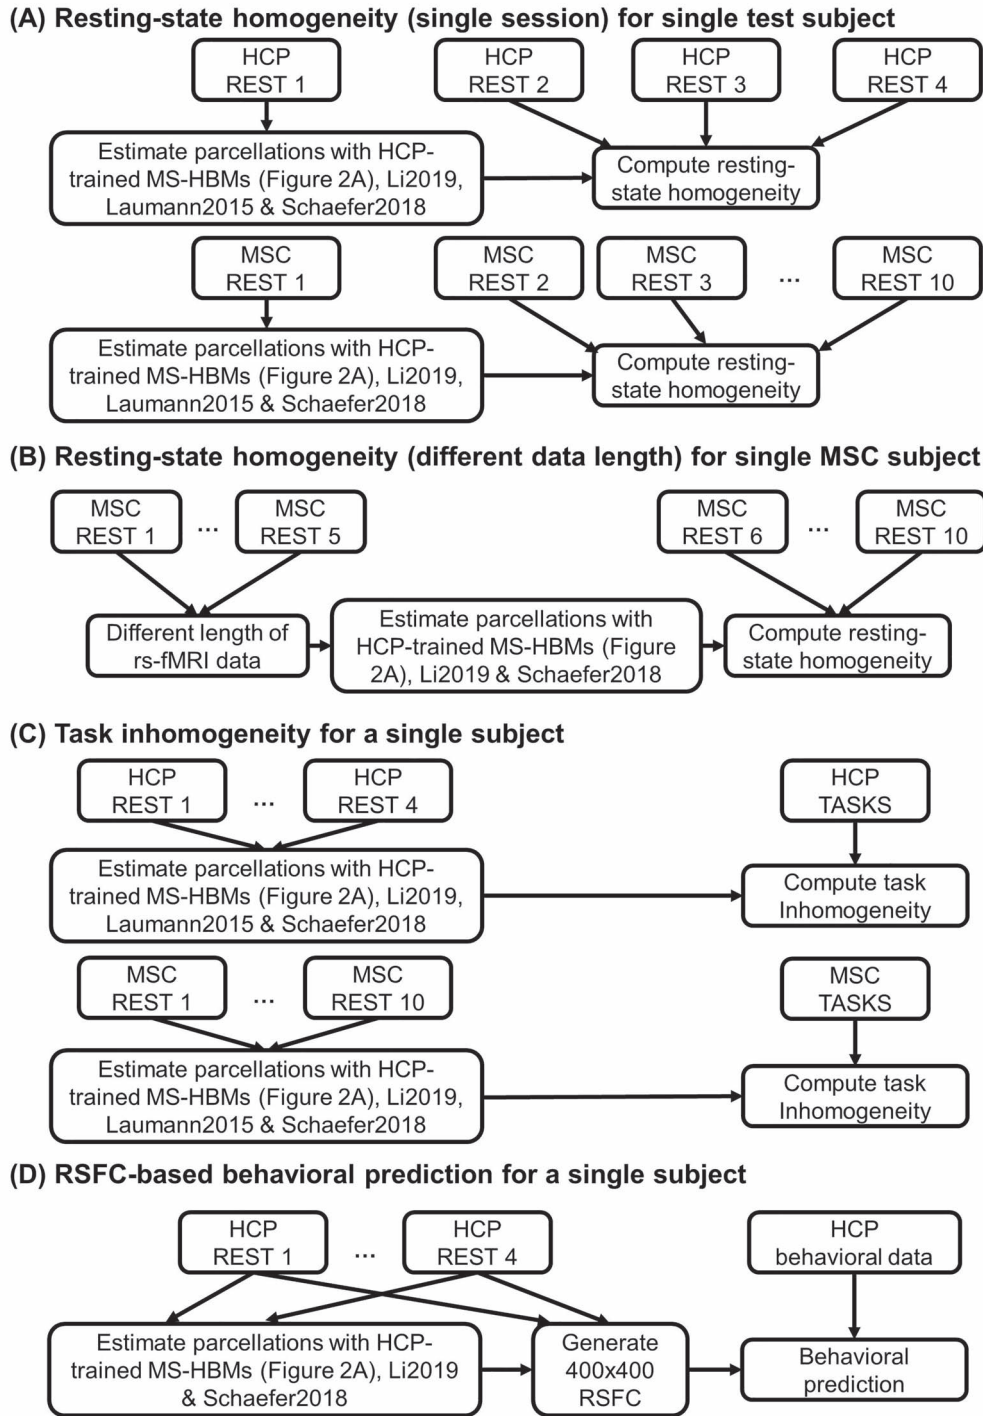 (A) Resting-state homogeneity (single session) for single test subject
HCP
REST 1
HCP
REST 2
HCP
REST 3
HCP
REST 4
Estimate parcellations with HCP-
trained MS-HBMs (Figure 2A), Li2019,
Laumann2015 & Schaefer2018
Compute resting-
state homogeneity
MSC
REST 1
MSC
REST 2
MSC
REST 3
...
MSC
REST 10
Estimate parcellations with HCP-
trained MS-HBMs (Figure 2A), Li2019,
Laumann2015 & Schaefer2018
Compute resting-
state homogeneity
(B) Resting-state homogeneity (different data length) for single MSC subject
MSC
REST 1
...
MSC
REST 5
MSC
REST 6
...
MSC
REST 10
Different length of
rs-fMRI data
Estimate parcellations with
HCP-trained MS-HBMs (Figure
2A), Li2019 & Schaefer2018
Compute resting-
state homogeneity
(C) Task inhomogeneity for a single subject
HCP
REST 1
...
HCP
REST 4
HCP
TASKS
Estimate parcellations with HCP-
trained MS-HBMs (Figure 2A), Li2019,
Laumann2015 & Schaefer2018
Compute task
Inhomogeneity
MSC
REST 1
...
MSC
REST 10
MSC
TASKS
Estimate parcellations with HCP-
trained MS-HBMs (Figure 2A), Li2019,
Laumann2015 & Schaefer2018
Compute task
Inhomogeneity
(D) RSFC-based behavioral prediction for a single subject
HCP
REST 1
...
HCP
REST 4
HCP
behavioral data
Estimate parcellations with HCP-
trained MS-HBMs (Figure 2A), Li2019
& Schaefer2018
Generate
400x400
RSFC
Behavioral
prediction